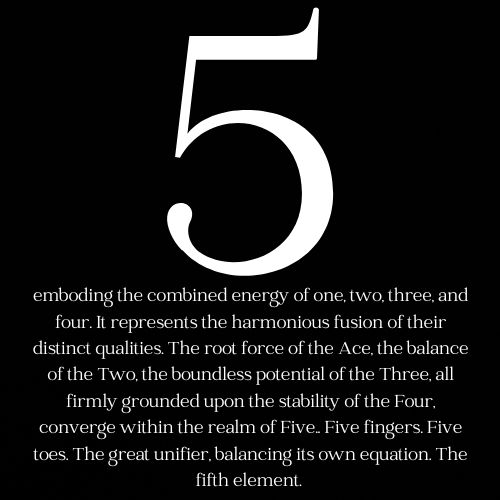 5
emboding the combined energy of one, two, three, and
four. It represents the harmonious fusion of their
distinct qualities. The root force of the Ace, the balance
of the Two, the boundless potential of the Three, all
firmly grounded upon the stability of the Four,
converge within the realm of Five.. Five fingers. Five
toes. The great unifier, balancing its own equation. The
fifth element.